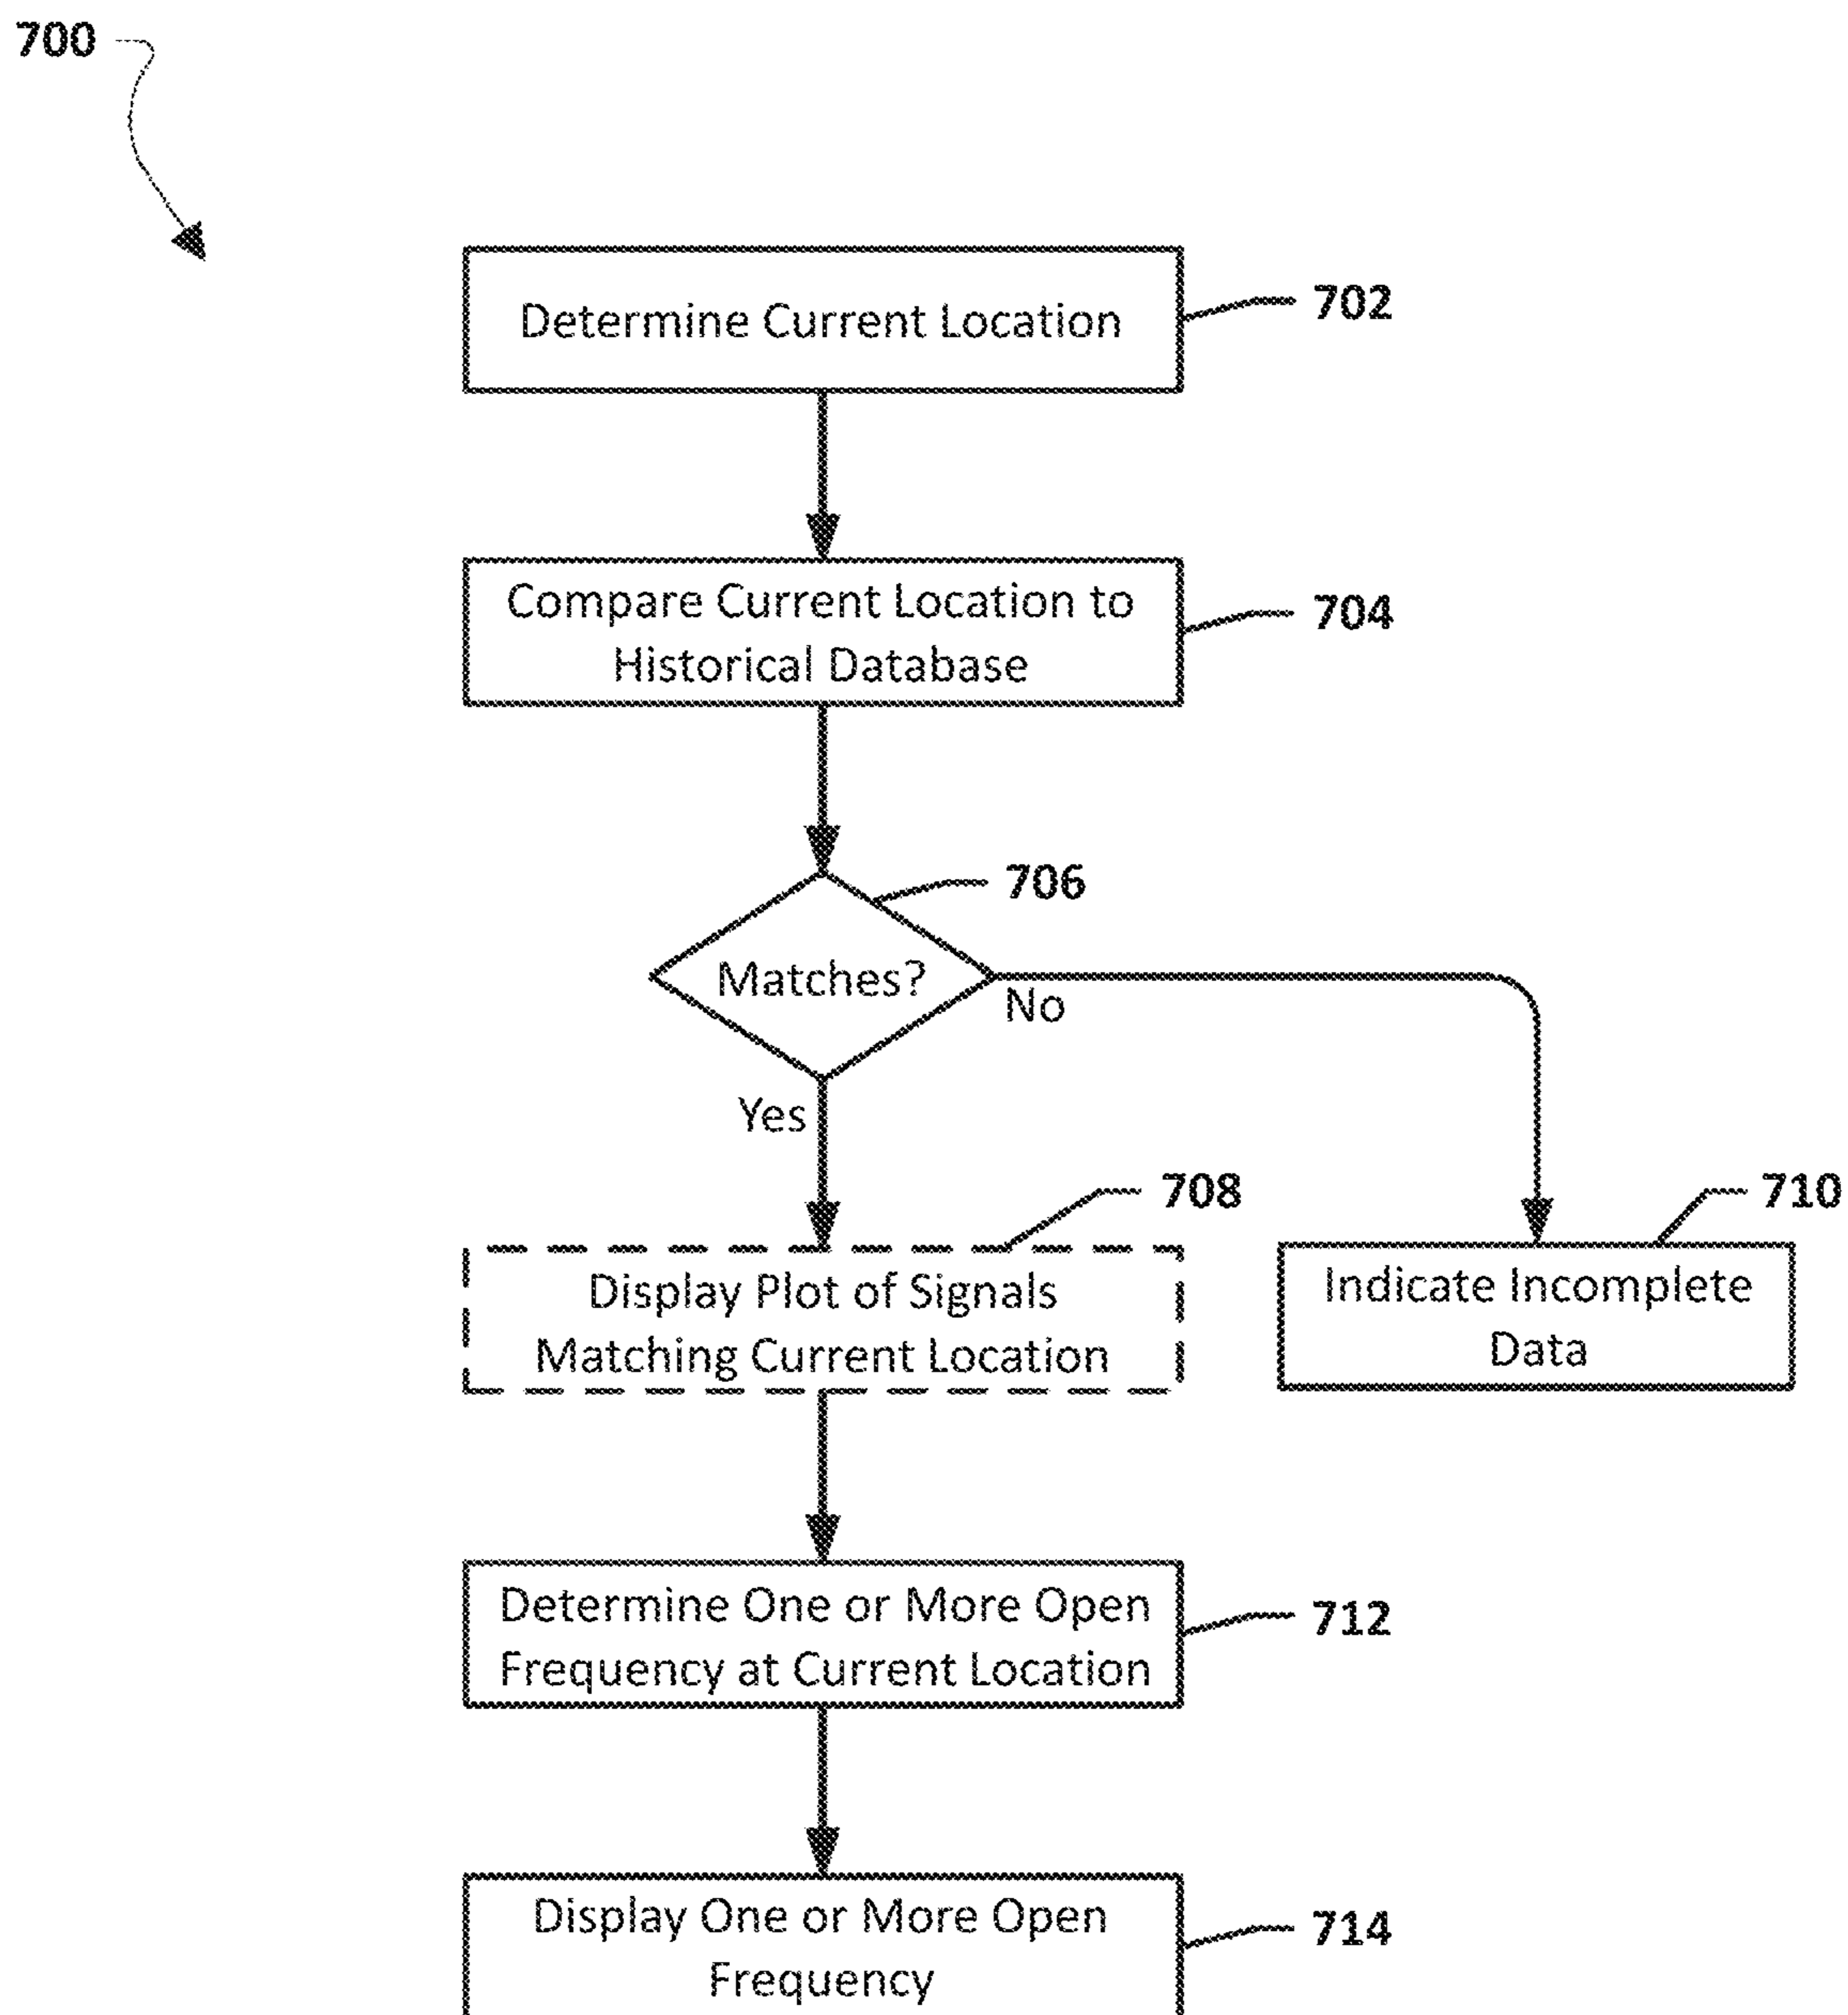 700
Determine Current Location
702
Compare Current Location to
Historical Database
704
706
Matches?
No
Yes
708
Display Plot of Signals
Matching Current Location
710
Indicate Incomplete
Data
Determine One or More Open
Frequency at Current Location
712
Display One or More Open
Frequency
714